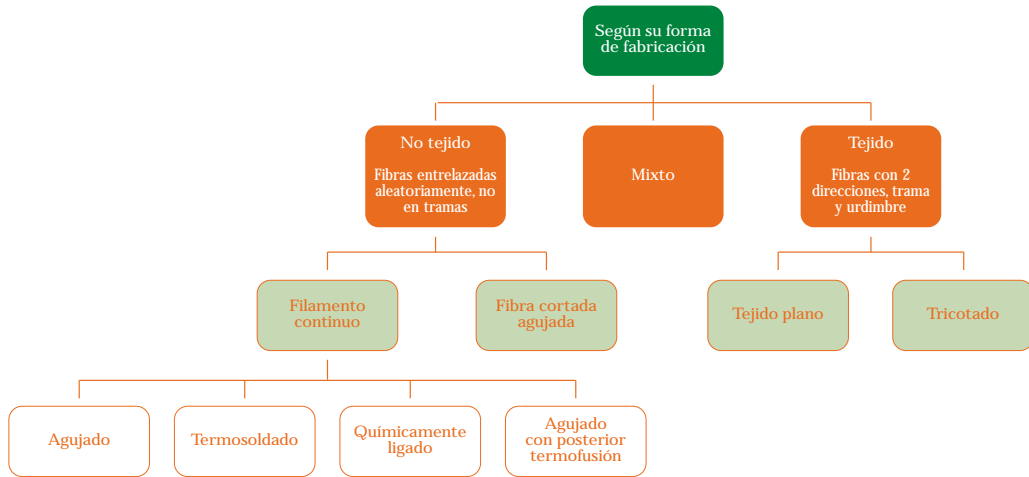 Según su forma
de fabricación
No tejido
Fibras entrelazadas
aleatoriamente, no
en tramas
Mixto
Tejido
Fibras con 2
direcciones, trama
y urdimbre
Filamento
continuo
Fibra cortada
agujada
Tejido plano
Tricotado
Agujado
Termosoldado
Químicamente
ligado
Agujado
con posterior
termofusión